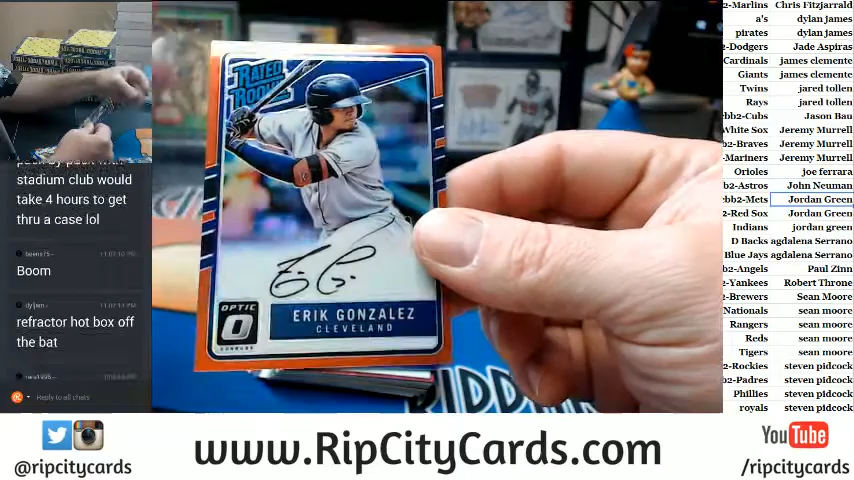 stadium club would
take 4 hours to get
thru a case lol
Boom
dyljam
refractor hot box off
the bat
Reply to all chats
RATED
ROOKIE
OPTIC
DONRUSS
ERIK GONZALEZ
CLEVELAND
2-Marlins Chris Fitzjarrald
a's dylan james
pirates dylan james
2-Dodgers Jade Aspiras
Cardinals james clemente
Giants james clemente
Twins jared tollen
Rays jared tollen
bb2-Cubs Jason Bau
White Sox Jeremy Murrell
2-Braves Jeremy Murrell
-Mariners Jeremy Murrell
Orioles joe ferrara
b2-Astros John Neuman
bb2-Mets Jordan Green
2-Red Sox Jordan Green
Indians jordan green
D Backs agdalena Serrano
Blue Jays agdalena Serrano
b2-Angels Paul Zinn
-Yankees Robert Throne
-Brewers Sean Moore
Nationals sean moore
Rangers sean moore
Reds sean moore
Tigers sean moore
2-Rockies steven pidcock
2-Padres steven pidcock
Phillies steven pidcock
royals steven pidcock
@ripcitycards
www.RipCityCards.com
YouTube
/ripcitycards